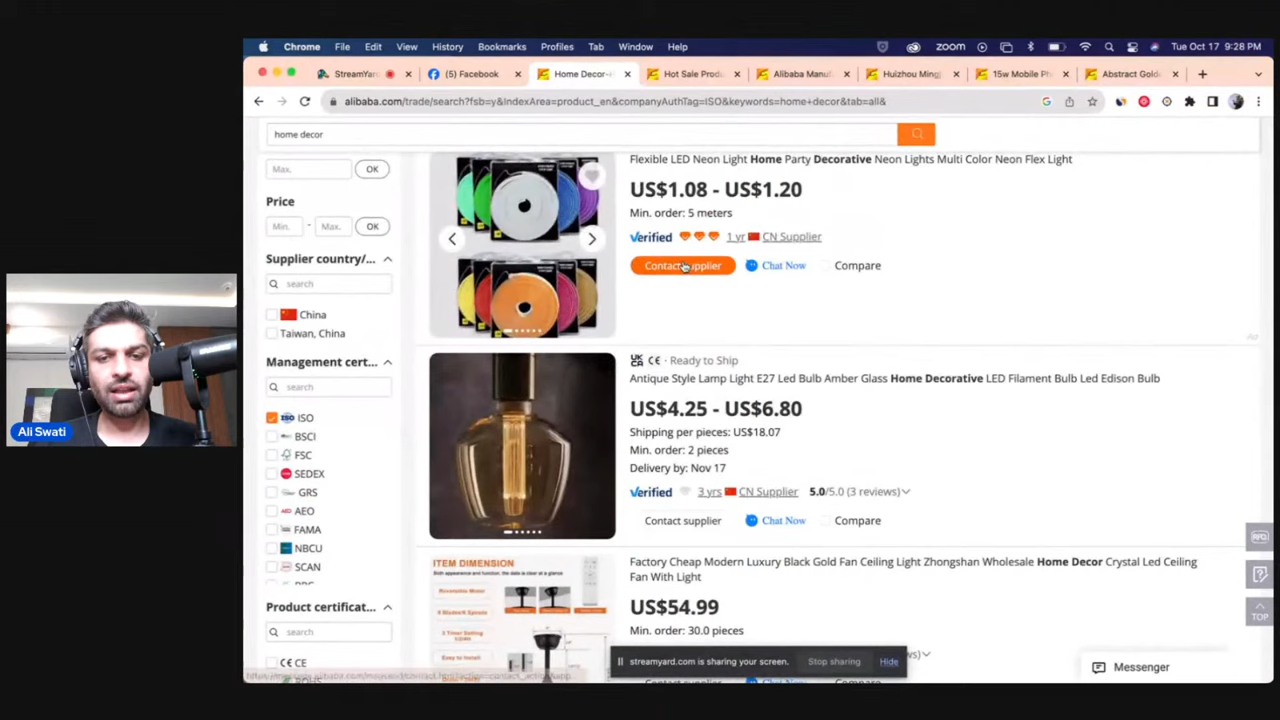 Chrome File Edit View History Bookmarks Profiles Tab Window Help zoom Tue Oct 17 9:28 PM
StreamYar (5) Facebook Home Decor- Hot Sale Produ Alibaba Manu Huizhou Ming 15w Mobile Ph Abstract Gold
alibaba.com/trade/search?fsb=y&IndexArea=product_en&companyAuthTag=ISO&keywords=home+decor&tab=all&
home decor
Max. OK
Price
Min. - Max. OK
Supplier country/...
search
China
Taiwan, China
Management cert...
search
ISO
BSCI
FSC
SEDEX
GRS
AEO
FAMA
NBCU
SCAN
Product certificat...
search
CE
Flexible LED Neon Light Home Party Decorative Neon Lights Multi Color Neon Flex Light
US$1.08 - US$1.20
Min. order: 5 meters
Verified 1 yr CN Supplier
Contact supplier Chat Now Compare
UK CA CE · Ready to Ship
Antique Style Lamp Light E27 Led Bulb Amber Glass Home Decorative LED Filament Bulb Led Edison Bulb
US$4.25 - US$6.80
Shipping per pieces: US$18.07
Min. order: 2 pieces
Delivery by: Nov 17
Verified 3 yrs CN Supplier 5.0/5.0 (3 reviews)
Contact supplier Chat Now Compare
ITEM DIMENSION
Factory Cheap Modern Luxury Black Gold Fan Ceiling Light Zhongshan Wholesale Home Decor Crystal Led Ceiling
Fan With Light
US$54.99
Min. order: 30.0 pieces
streamyard.com is sharing your screen. Stop sharing Hide
RFQ
TOP
Messenger
Ali Swati